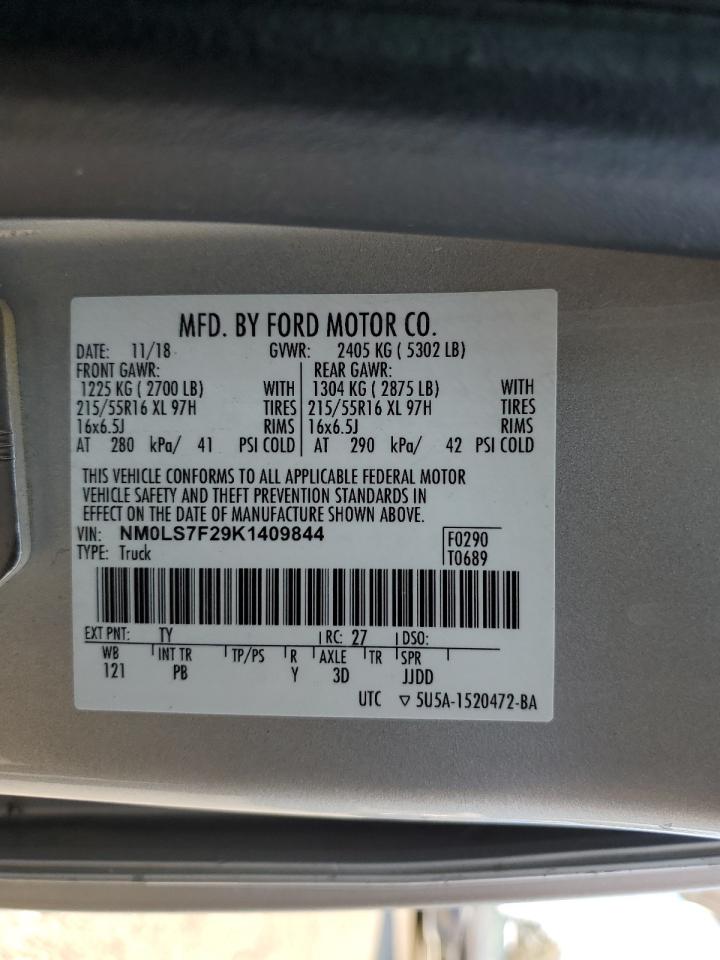 MFD. BY FORD MOTOR CO.
DATE: 11/18 GVWR: 2405 KG ( 5302 LB)
FRONT GAWR: REAR GAWR:
1225 KG ( 2700 LB) WITH 1304 KG ( 2875 LB) WITH
215/55R16 XL 97H TIRES 215/55R16 XL 97H TIRES
16x6.5J RIMS 16x6.5J RIMS
AT 280 kPa/ 41 PSI COLD AT 290 kPa/ 42 PSI COLD
THIS VEHICLE CONFORMS TO ALL APPLICABLE FEDERAL MOTOR
VEHICLE SAFETY AND THEFT PREVENTION STANDARDS IN
EFFECT ON THE DATE OF MANUFACTURE SHOWN ABOVE.
VIN: NM0LS7F29K1409844 F0290
TYPE: Truck T0689
EXT PNT: TY RC: 27 DSO:
WB INT TR TP/PS R AXLE TR SPR
121 PB Y 3D JJDD
UTC ▽ 5U5A-1520472-BA